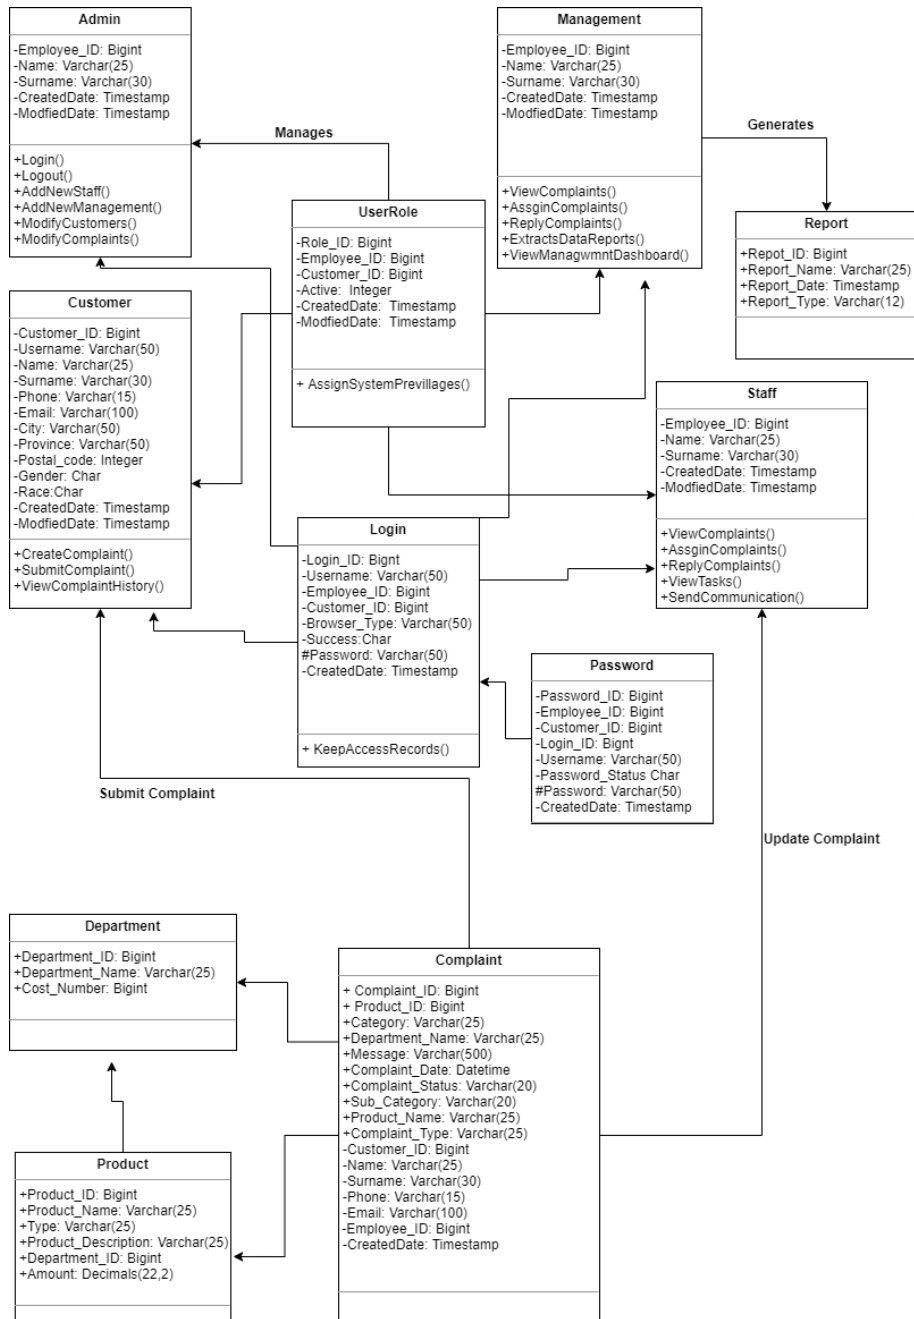 Admin
-Employee_ID: Bigint
-Name: Varchar(25)
-Surname: Varchar(30)
-CreatedDate: Timestamp
-ModfiedDate: Timestamp
+Login()
+Logout()
+AddNewStaff()
+AddNewManagement()
+ModifyCustomers()
+ModifyComplaints()
Manages
Management
-Employee_ID: Bigint
-Name: Varchar(25)
-Surname: Varchar(30)
-CreatedDate: Timestamp
-ModfiedDate: Timestamp
+ViewComplaints()
+AssginComplaints()
+ReplyComplaints()
+ExtractsDataReports()
+ViewManagwmntDashboard()
Generates
Report
+Repot_ID: Bigint
+Report_Name: Varchar(25)
+Report_Date: Timestamp
+Report_Type: Varchar(12)
UserRole
-Role_ID: Bigint
-Employee_ID: Bigint
-Customer_ID: Bigint
-Active:  Integer
-CreatedDate:  Timestamp
-ModfiedDate:  Timestamp
+ AssignSystemPrevillages()
Customer
-Customer_ID: Bigint
-Username: Varchar(50)
-Name: Varchar(25)
-Surname: Varchar(30)
-Phone: Varchar(15)
-Email: Varchar(100)
-City: Varchar(50)
-Province: Varchar(50)
-Postal_code: Integer
-Gender: Char
-Race:Char
-CreatedDate: Timestamp
-ModfiedDate: Timestamp
+CreateComplaint()
+SubmitComplaint()
+ViewComplaintHistory()
Staff
-Employee_ID: Bigint
-Name: Varchar(25)
-Surname: Varchar(30)
-CreatedDate: Timestamp
-ModfiedDate: Timestamp
+ViewComplaints()
+AssginComplaints()
+ReplyComplaints()
+ViewTasks()
+SendCommunication()
Login
-Login_ID: Bignt
-Username: Varchar(50)
-Employee_ID: Bigint
-Customer_ID: Bigint
-Browser_Type: Varchar(50)
-Success:Char
#Password: Varchar(50)
-CreatedDate: Timestamp
+ KeepAccessRecords()
Password
-Password_ID: Bigint
-Employee_ID: Bigint
-Customer_ID: Bigint
-Login_ID: Bignt
-Username: Varchar(50)
-Password_Status Char
#Password: Varchar(50)
-CreatedDate: Timestamp
Submit Complaint
Update Complaint
Department
+Department_ID: Bigint
+Department_Name: Varchar(25)
+Cost_Number: Bigint
Complaint
+ Complaint_ID: Bigint
+ Product_ID: Bigint
+Category: Varchar(25)
+Department_Name: Varchar(25)
+Message: Varchar(500)
+Complaint_Date: Datetime
+Complaint_Status: Varchar(20)
+Sub_Category: Varchar(20)
+Product_Name: Varchar(25)
+Complaint_Type: Varchar(25)
-Customer_ID: Bigint
-Name: Varchar(25)
-Surname: Varchar(30)
-Phone: Varchar(15)
-Email: Varchar(100)
-Employee_ID: Bigint
-CreatedDate: Timestamp
Product
+Product_ID: Bigint
+Product_Name: Varchar(25)
+Type: Varchar(25)
+Product_Description: Varchar(25)
+Department_ID: Bigint
+Amount: Decimals(22,2)